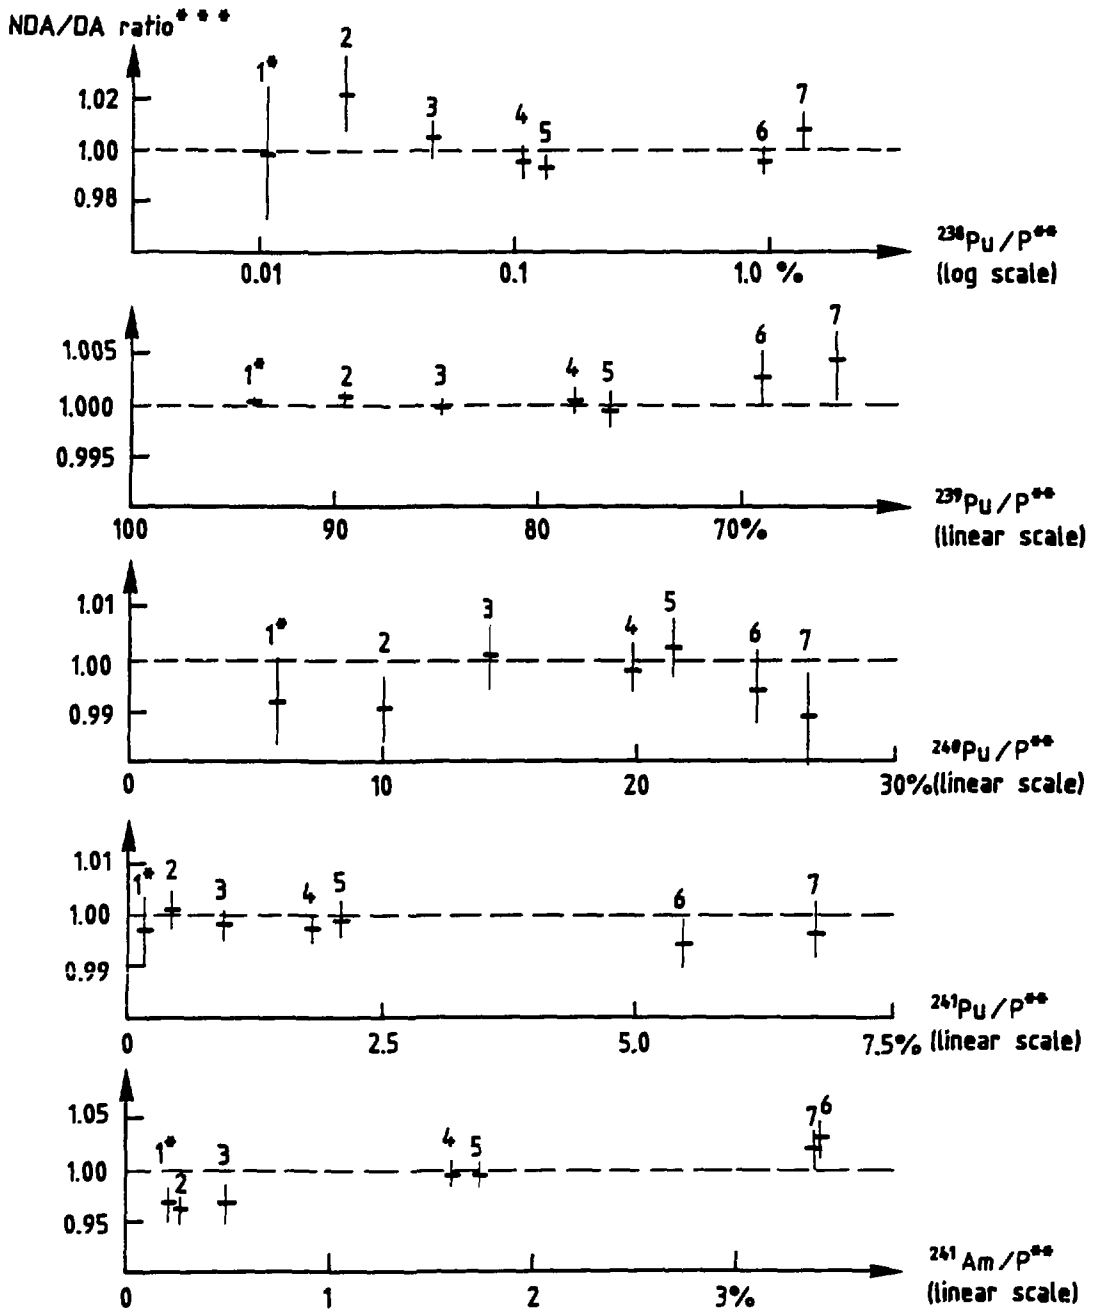 NDA/DA ratio***
1* 2 3 4 5 6 7
1.02
1.00
0.98
0.01 0.1 1.0 %
²³⁸Pu/P**
(log scale)
1* 2 3 4 5 6 7
1.005
1.000
0.995
100 90 80 70%
²³⁹Pu/P**
(linear scale)
1* 2 3 4 5 6 7
1.01
1.00
0.99
0 10 20 30%
²⁴⁰Pu/P**
(linear scale)
1* 2 3 4 5 6 7
1.01
1.00
0.99
0 2.5 5.0 7.5%
²⁴¹Pu/P**
(linear scale)
1* 2 3 4 5 7 6
1.05
1.00
0.95
0 1 2 3%
²⁴¹Am/P**
(linear scale)